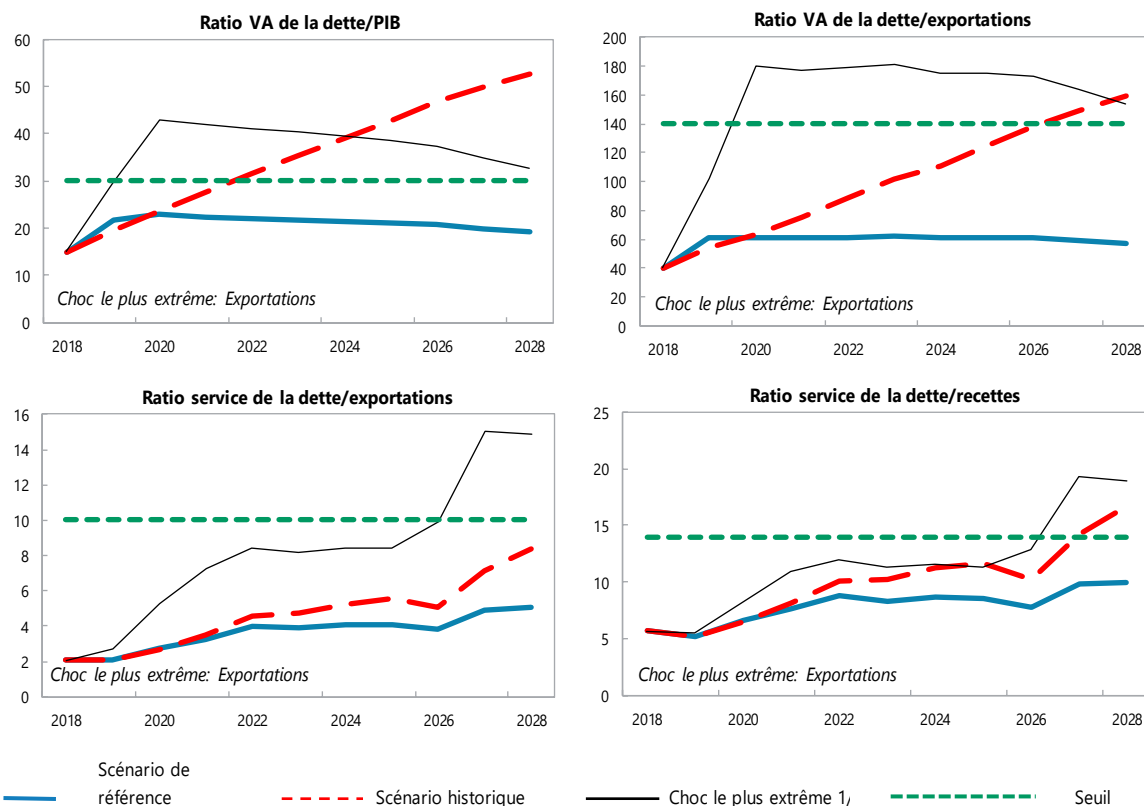 Ratio VA de la dette/PIB
60
50
40
30
20
10
0
Choc le plus extrême: Exportations
2018 2020 2022 2024 2026 2028
Ratio VA de la dette/exportations
200
180
160
140
120
100
80
60
40
20
0
Choc le plus extrême: Exportations
2018 2020 2022 2024 2026 2028
Ratio service de la dette/exportations
16
14
12
10
8
6
4
2
0
Choc le plus extrême: Exportations
2018 2020 2022 2024 2026 2028
Ratio service de la dette/recettes
25
20
15
10
5
0
Choc le plus extrême: Exportations
2018 2020 2022 2024 2026 2028
Scénario de
référence
Scénario historique
Choc le plus extrême 1/
Seuil